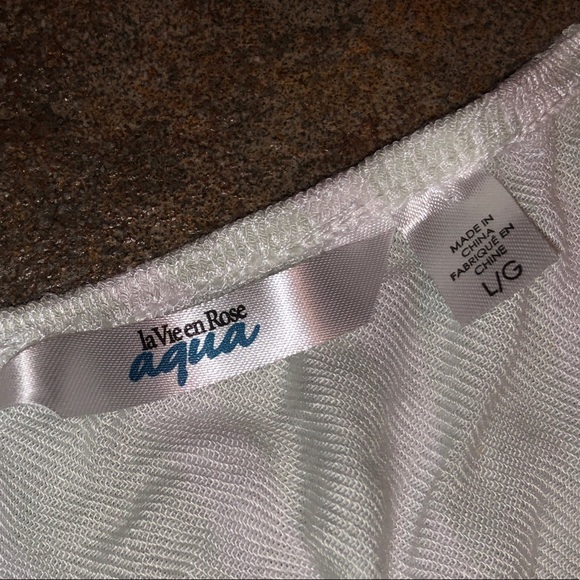 la Vie en Rose
aqua
MADE IN
CHINA
FABRIQUÉ EN
CHINE
L/G